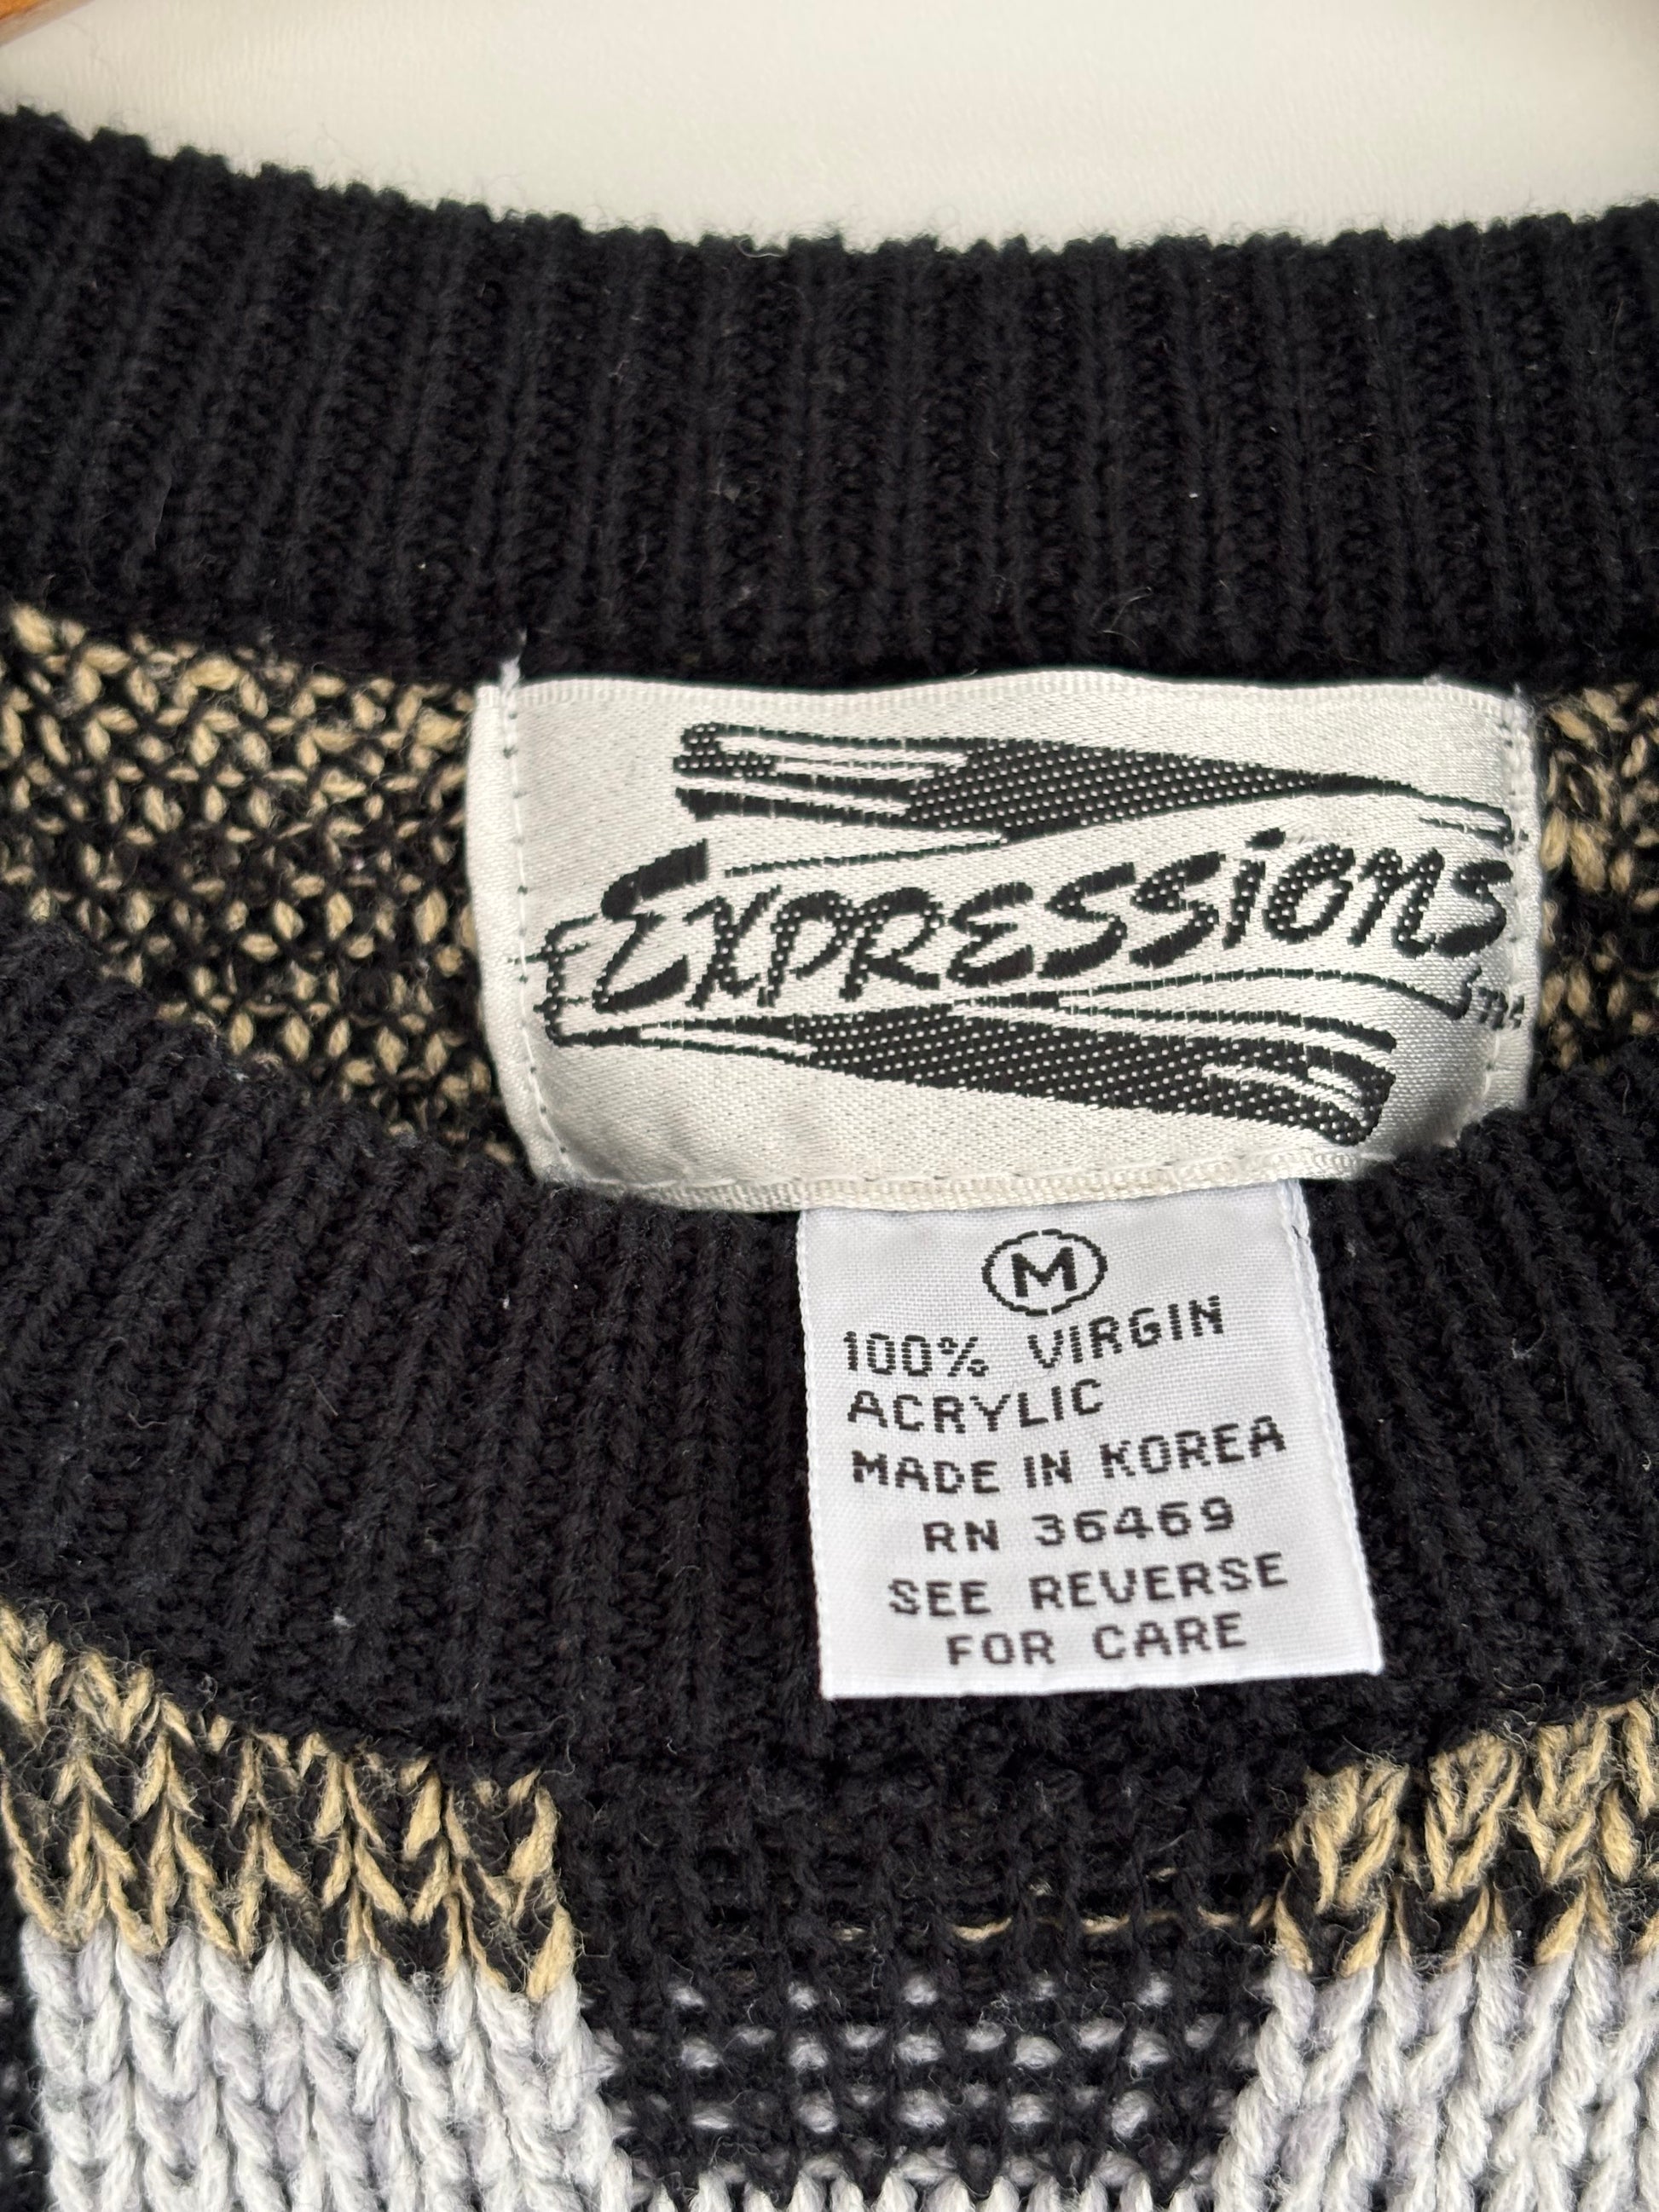 EXPRESSIONS
Inc
M
100% VIRGIN
ACRYLIC
MADE IN KOREA
RN 36469
SEE REVERSE
FOR CARE